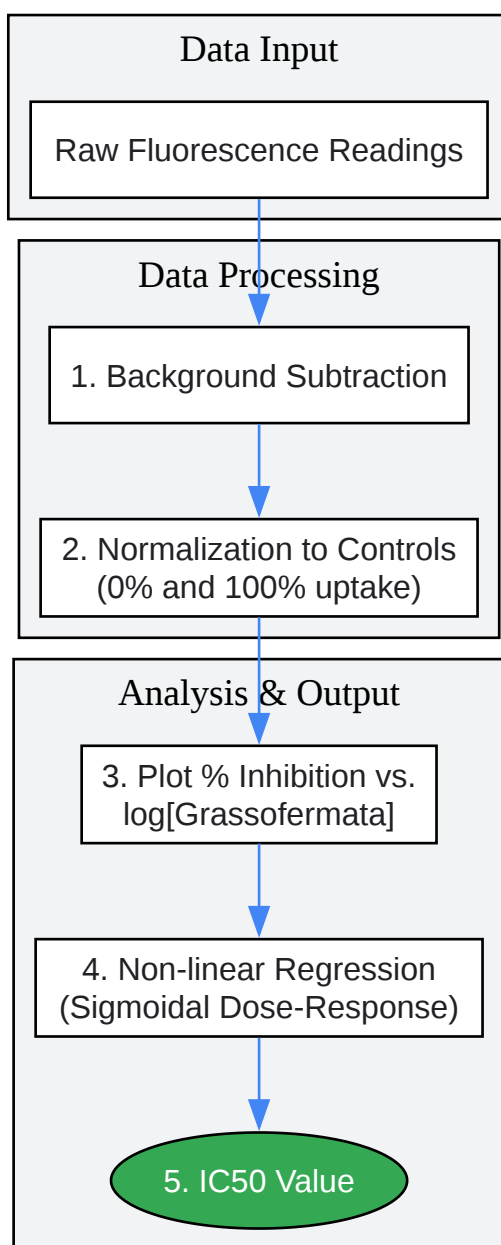 Data Input
Raw Fluorescence Readings
Data Processing
1. Background Subtraction
2. Normalization to Controls
(0% and 100% uptake)
Analysis & Output
3. Plot % Inhibition vs.
log[Grassofermata]
4. Non-linear Regression
(Sigmoidal Dose-Response)
5. IC50 Value